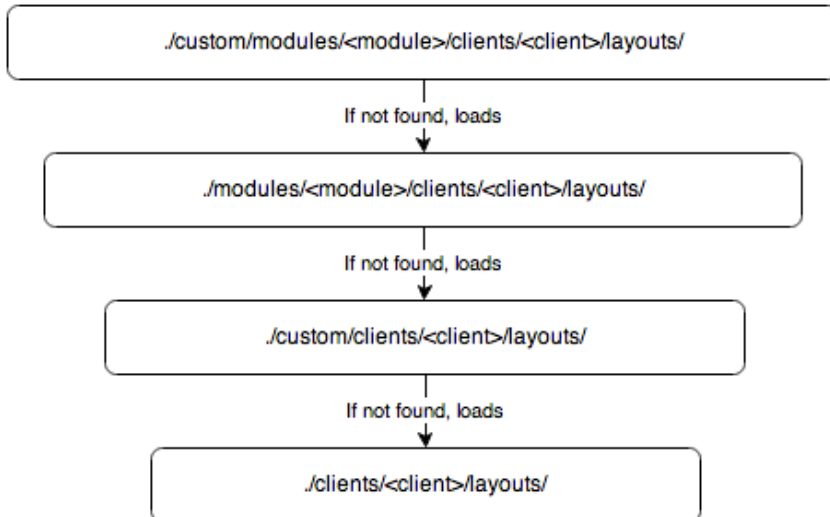 ./custom/modules/<module>/clients/<client>/layouts/
If not found, loads
./modules/<module>/clients/<client>/layouts/
If not found, loads
./custom/clients/<client>/layouts/
If not found, loads
./clients/<client>/layouts/